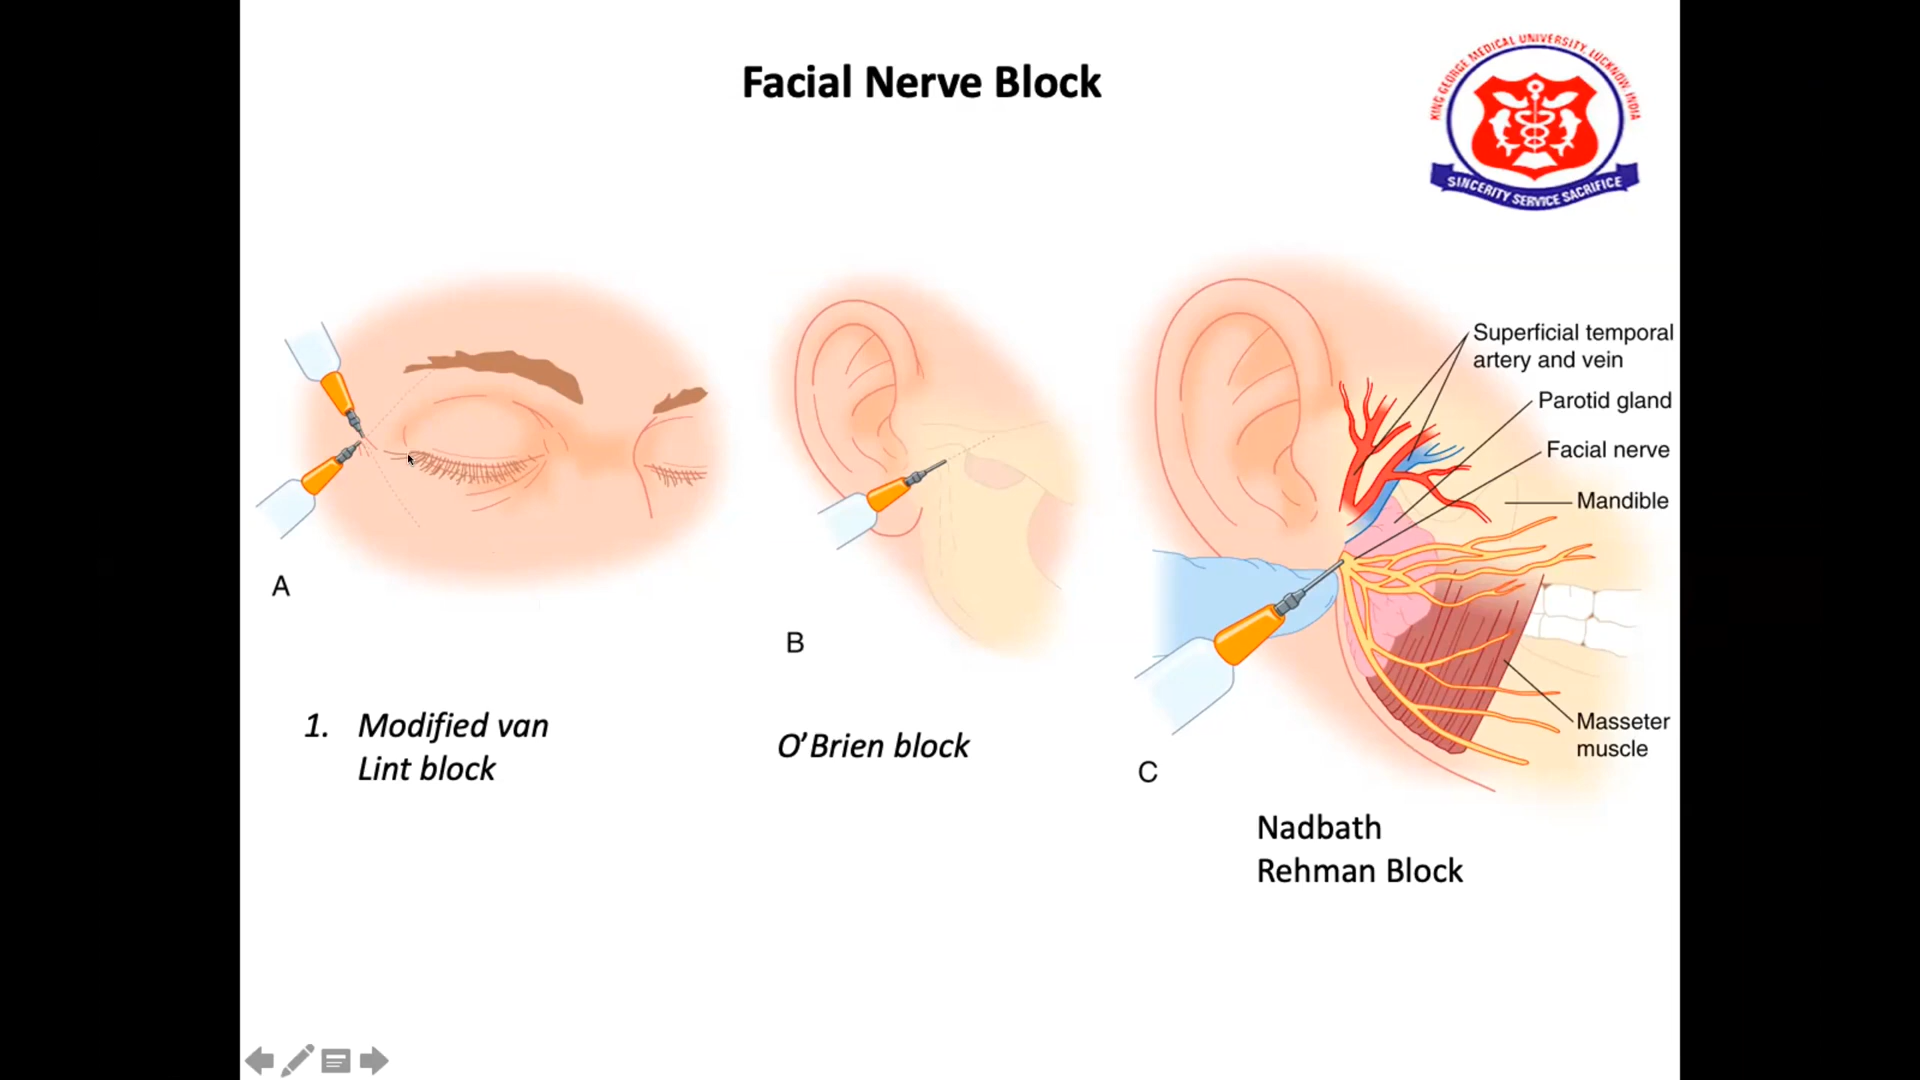 Facial Nerve Block
KING GEORGE MEDICAL UNIVERSITY, LUCKNOW, INDIA
SINCERITY SERVICE SACRIFICE
A
1. Modified van
Lint block
B
O’Brien block
Superficial temporal
artery and vein
Parotid gland
Facial nerve
Mandible
Masseter
muscle
C
Nadbath
Rehman Block